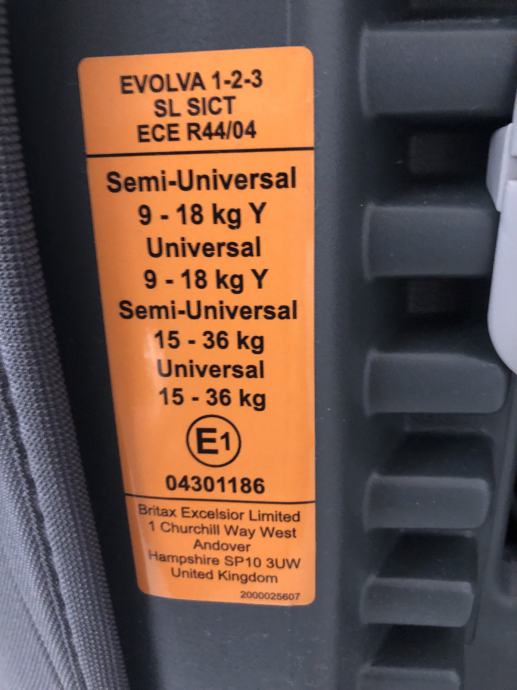 EVOLVA 1-2-3
SL SICT
ECE R44/04
Semi-Universal
9 - 18 kg Y
Universal
9 - 18 kg Y
Semi-Universal
15 - 36 kg
Universal
15 - 36 kg
E1
04301186
Britax Excelsior Limited
1 Churchill Way West
Andover
Hampshire SP10 3UW
United Kingdom
2000025607